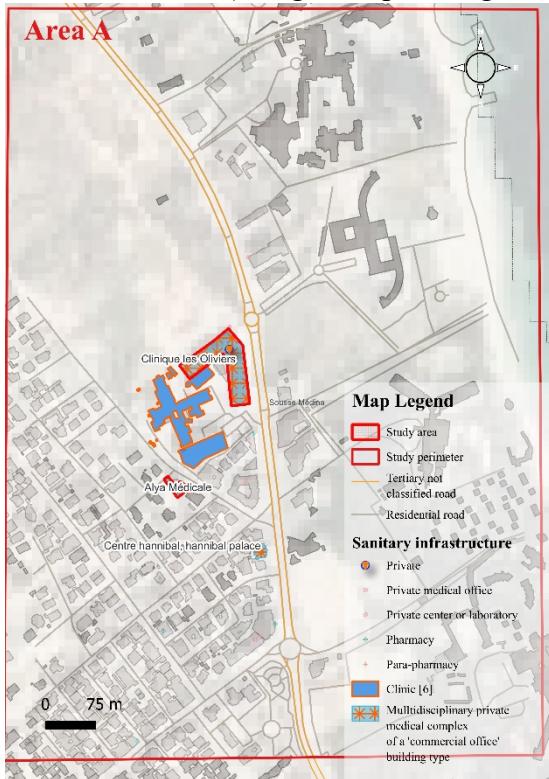 Area A
Clinique les Oliviers
Sousse Médina
Alya Médicale
Centre hannibal, hannibal palace
0 75 m
Map Legend
Study area
Study perimeter
Tertiary not
classified road
Residential road
Sanitary infrastructure
Private
Private medical office
Private center or laboratory
Pharmacy
Para-pharmacy
Clinic [6]
Mulltidisciplinary private
medical complex
of a 'commercial office'
building type